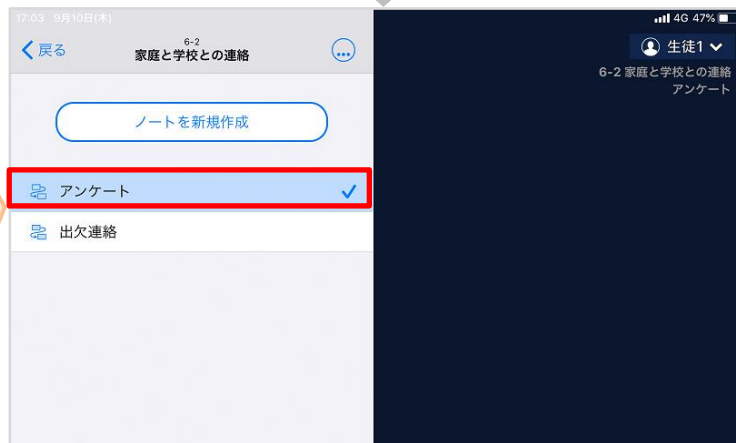 17:03 9月10日(木)
4G 47%
戻る
6-2
家庭と学校との連絡
生徒1
6-2 家庭と学校との連絡
アンケート
ノートを新規作成
アンケート
出欠連絡